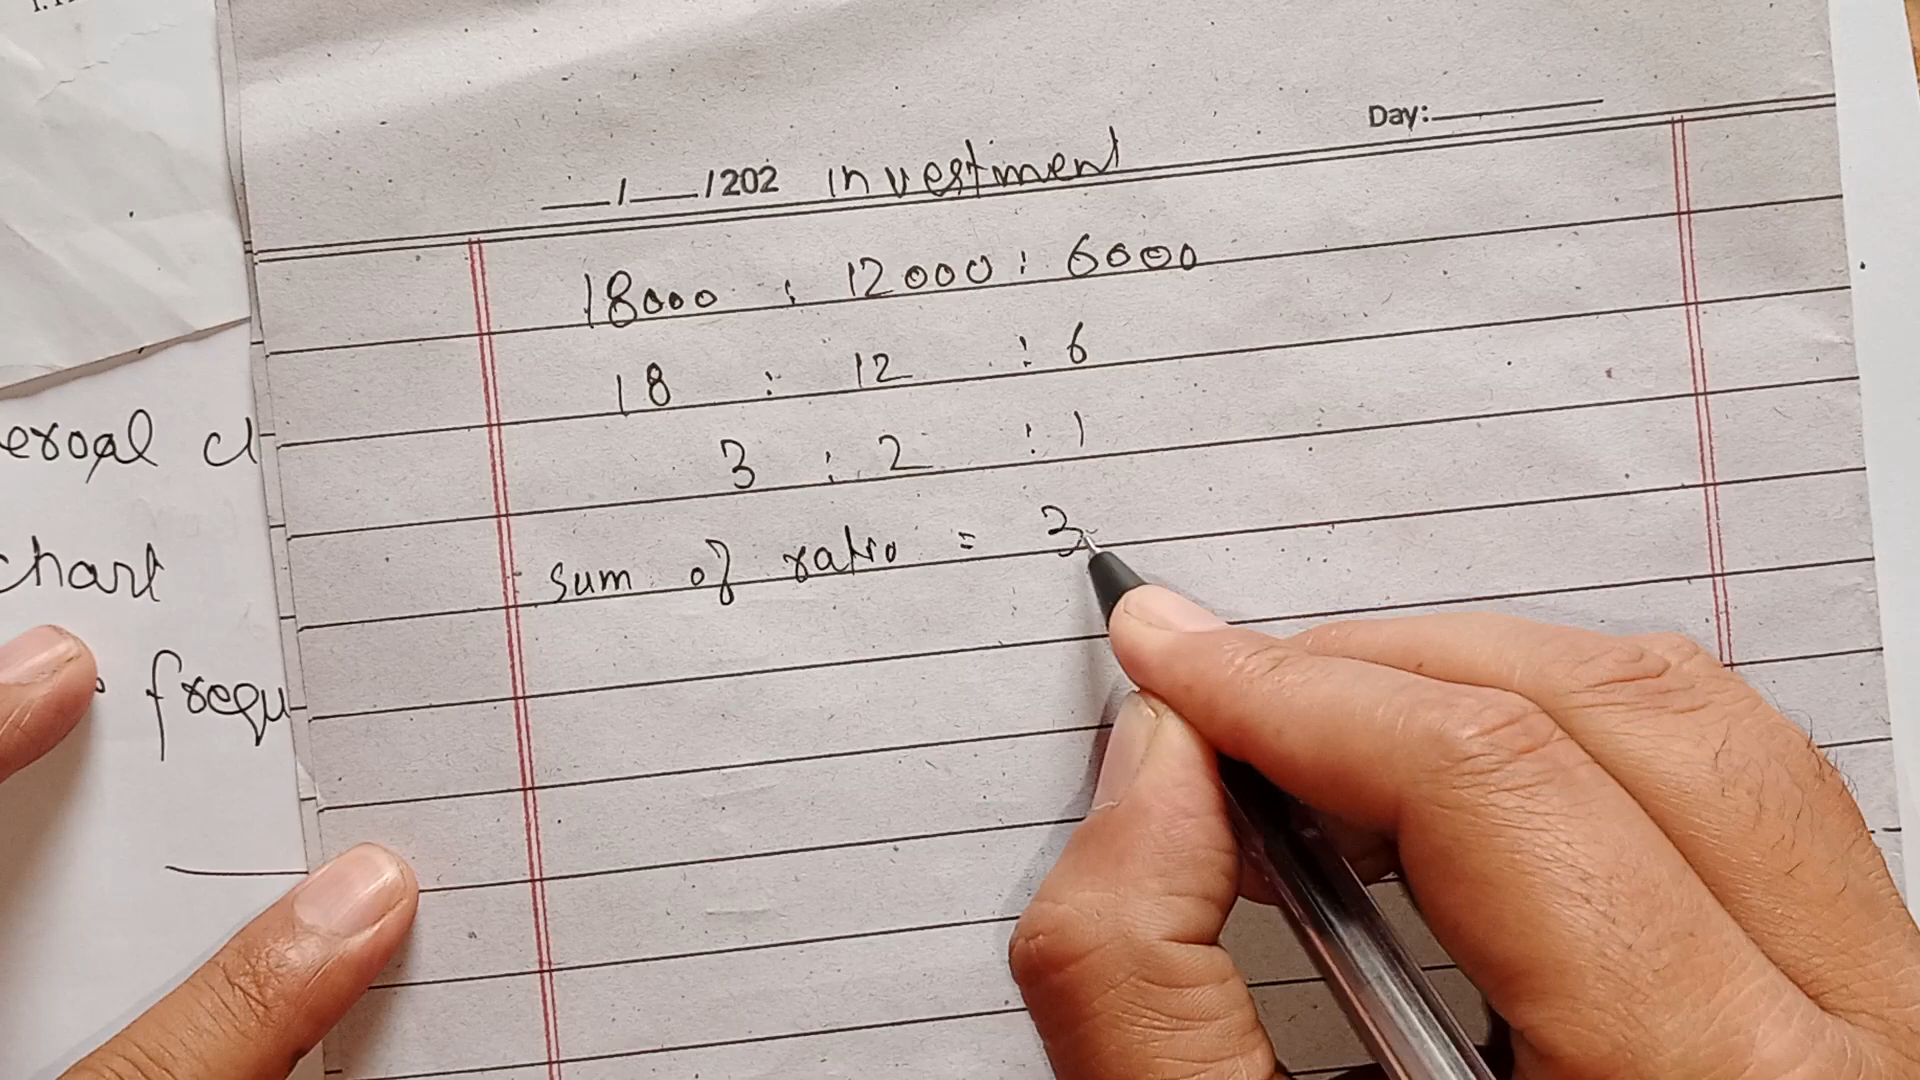 Day:
__/__/202 investment
18000 : 12000 : 6000
18 : 12 : 6
3 : 2 : 1
sum of ratio = 3
chart
frequ